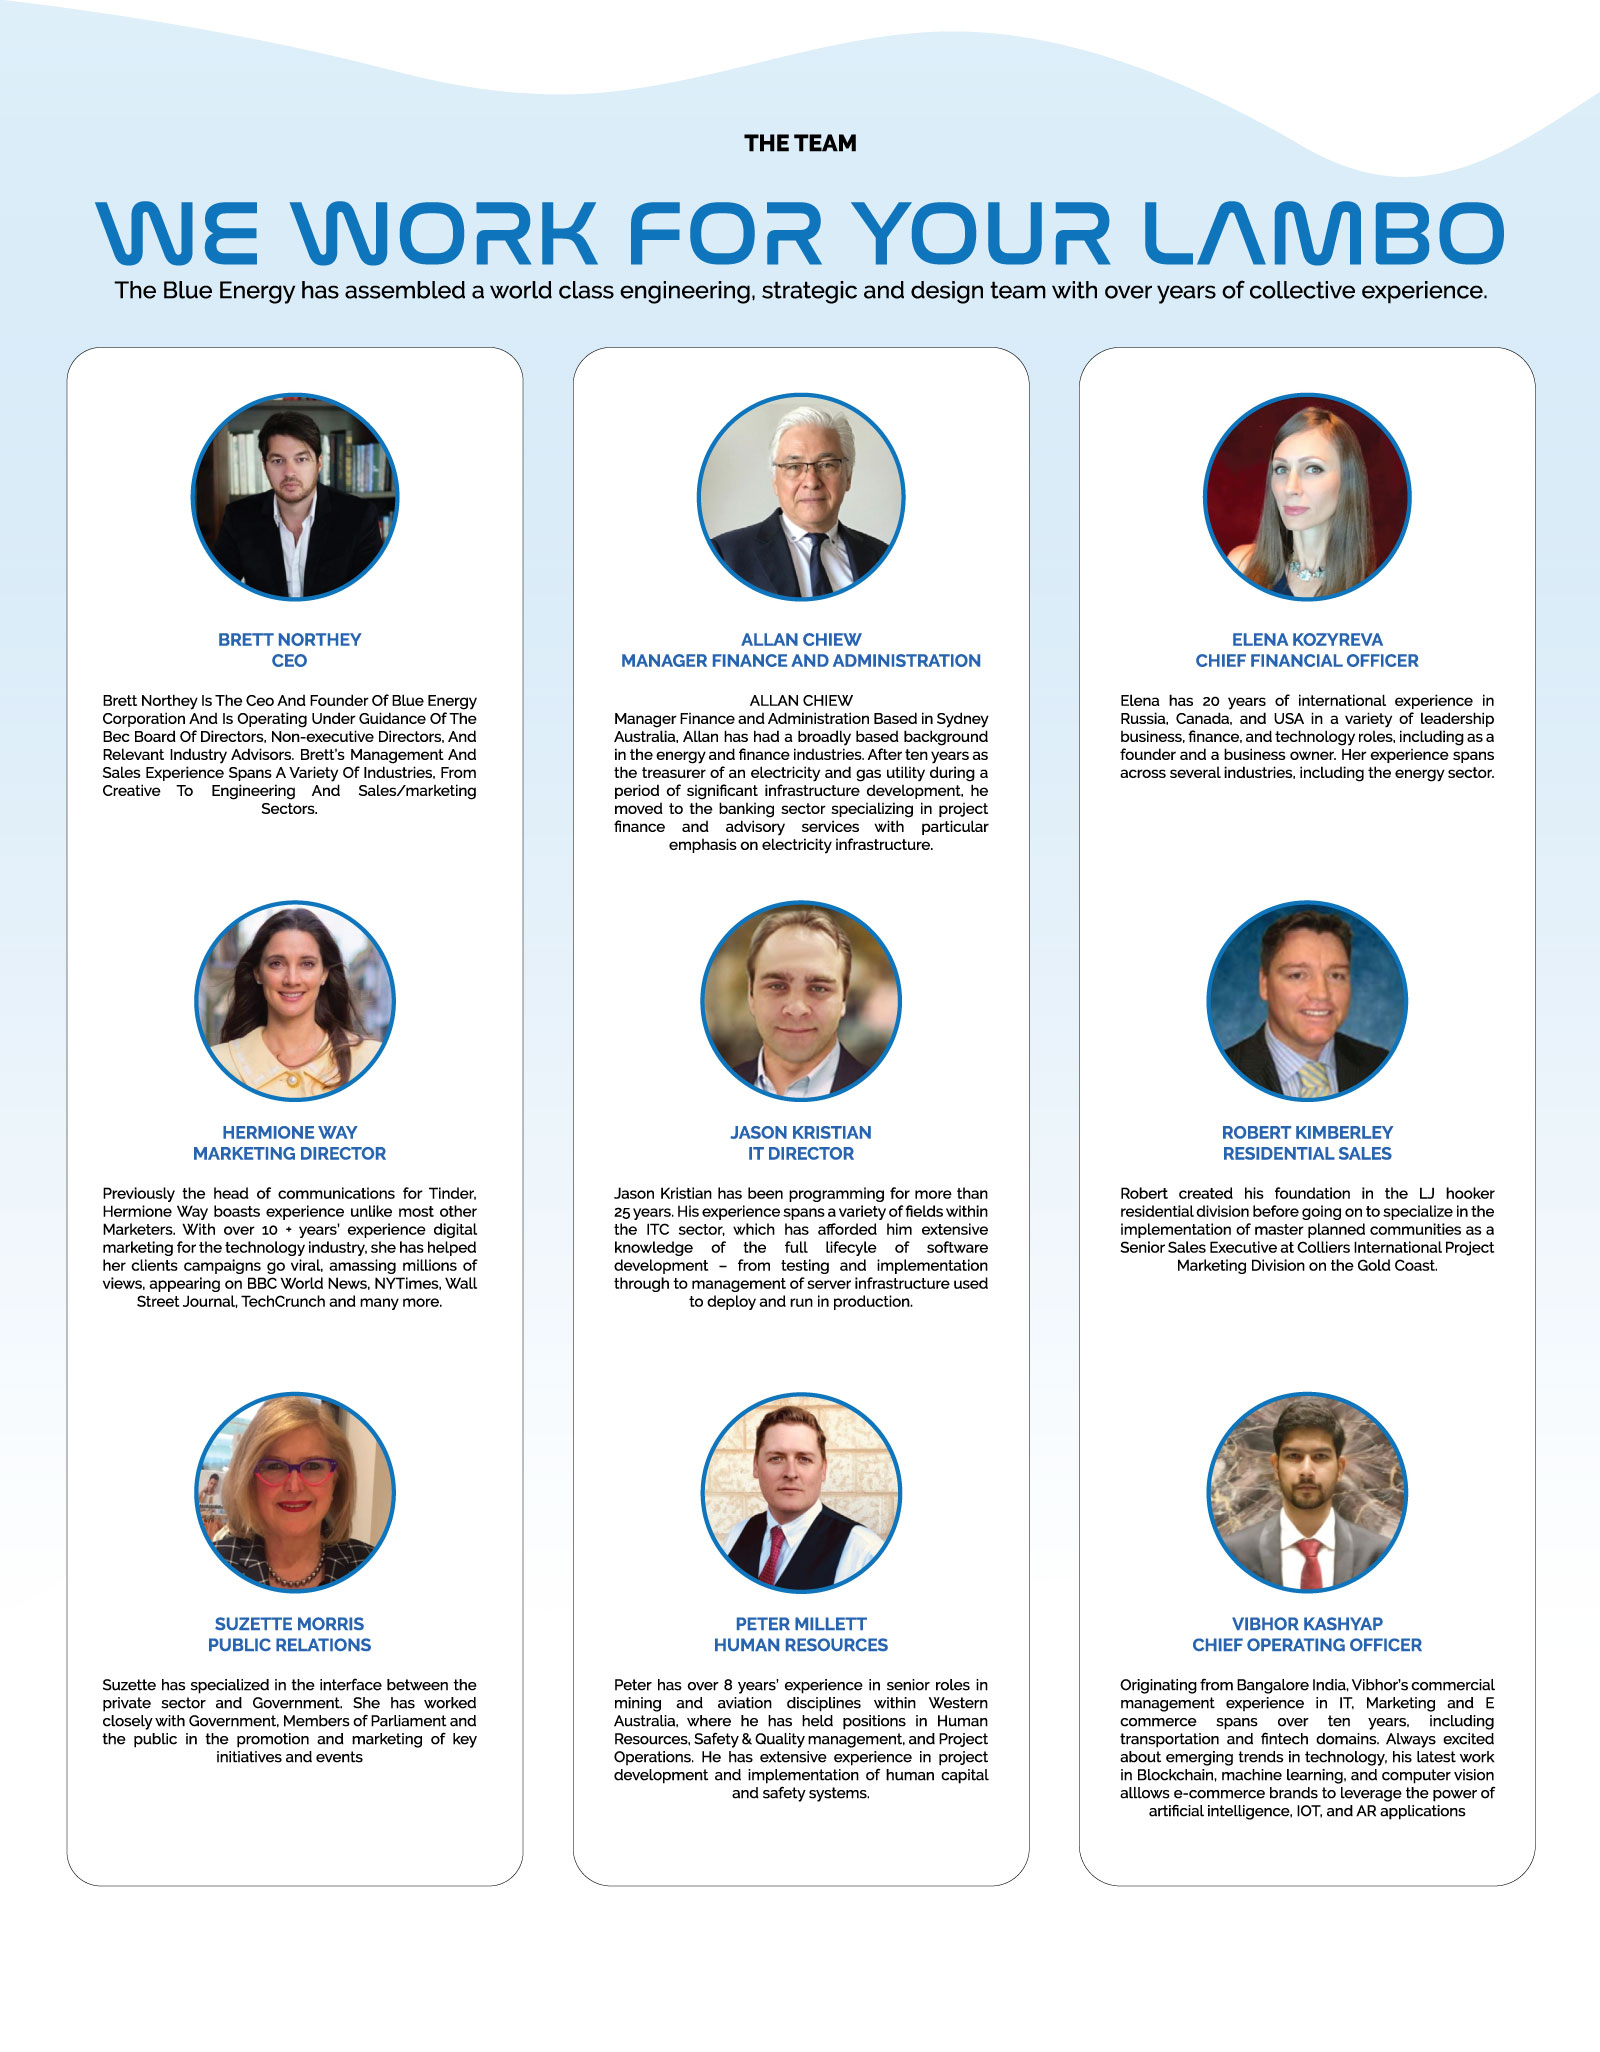 THE TEAM
WE WORK FOR YOUR LAMBO
The Blue Energy has assembled a world class engineering, strategic and design team with over years of collective experience.
BRETT NORTHEY
CEO
Brett Northey Is The Ceo And Founder Of Blue Energy
Corporation And Is Operating Under Guidance Of The
Bec Board Of Directors, Non-executive Directors, And
Relevant Industry Advisors. Brett's Management And
Sales Experience Spans A Variety Of Industries, From
Creative To Engineering And Sales/marketing
Sectors.
ALLAN CHIEW
MANAGER FINANCE AND ADMINISTRATION
ALLAN CHIEW
Manager Finance and Administration Based in Sydney
Australia, Allan has had a broadly based background
in the energy and finance industries. After ten years as
the treasurer of an electricity and gas utility during a
period of significant infrastructure development, he
moved to the banking sector specializing in project
finance and advisory services with particular
emphasis on electricity infrastructure.
ELENA KOZYREVA
CHIEF FINANCIAL OFFICER
Elena has 20 years of international experience in
Russia, Canada, and USA in a variety of leadership
business, finance, and technology roles, including as a
founder and a business owner. Her experience spans
across several industries, including the energy sector.
HERMIONE WAY
MARKETING DIRECTOR
Previously the head of communications for Tinder,
Hermione Way boasts experience unlike most other
Marketers. With over 10 + years' experience digital
marketing for the technology industry, she has helped
her clients campaigns go viral, amassing millions of
views, appearing on BBC World News, NYTimes, Wall
Street Journal, TechCrunch and many more.
JASON KRISTIAN
IT DIRECTOR
Jason Kristian has been programming for more than
25 years. His experience spans a variety of fields within
the ITC sector, which has afforded him extensive
knowledge of the full lifecyle of software
development – from testing and implementation
through to management of server infrastructure used
to deploy and run in production.
ROBERT KIMBERLEY
RESIDENTIAL SALES
Robert created his foundation in the LJ hooker
residential division before going on to specialize in the
implementation of master planned communities as a
Senior Sales Executive at Colliers International Project
Marketing Division on the Gold Coast.
SUZETTE MORRIS
PUBLIC RELATIONS
Suzette has specialized in the interface between the
private sector and Government. She has worked
closely with Government, Members of Parliament and
the public in the promotion and marketing of key
initiatives and events
PETER MILLETT
HUMAN RESOURCES
Peter has over 8 years' experience in senior roles in
mining and aviation disciplines within Western
Australia, where he has held positions in Human
Resources, Safety & Quality management, and Project
Operations. He has extensive experience in project
development and implementation of human capital
and safety systems.
VIBHOR KASHYAP
CHIEF OPERATING OFFICER
Originating from Bangalore India, Vibhor's commercial
management experience in IT, Marketing and E
commerce spans over ten years, including
transportation and fintech domains. Always excited
about emerging trends in technology, his latest work
in Blockchain, machine learning, and computer vision
alllows e-commerce brands to leverage the power of
artificial intelligence, IOT, and AR applications